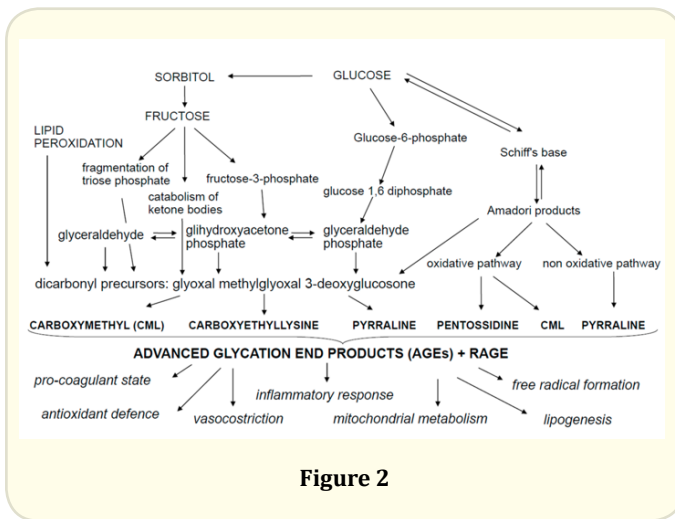 SORBITOL GLUCOSE
FRUCTOSE
LIPID
PEROXIDATION
Glucose-6-phosphate
Schiff's base
fragmentation of
triose phosphate
fructose-3-phosphate
catabolism of
ketone bodies
glucose 1,6 diphosphate
Amadori products
glyceraldehyde
glihydroxyacetone
phosphate
glyceraldehyde
phosphate
oxidative pathway
non oxidative pathway
dicarbonyl precursors: glyoxal methylglyoxal 3-deoxyglucosone
CARBOXYMETHYL (CML) CARBOXYETHYLLYSINE PYRRALINE PENTOSSIDINE CML PYRRALINE
ADVANCED GLYCATION END PRODUCTS (AGEs) + RAGE
pro-coagulant state
inflammatory response
free radical formation
antioxidant defence
vasocostriction
mitochondrial metabolism
lipogenesis
Figure 2